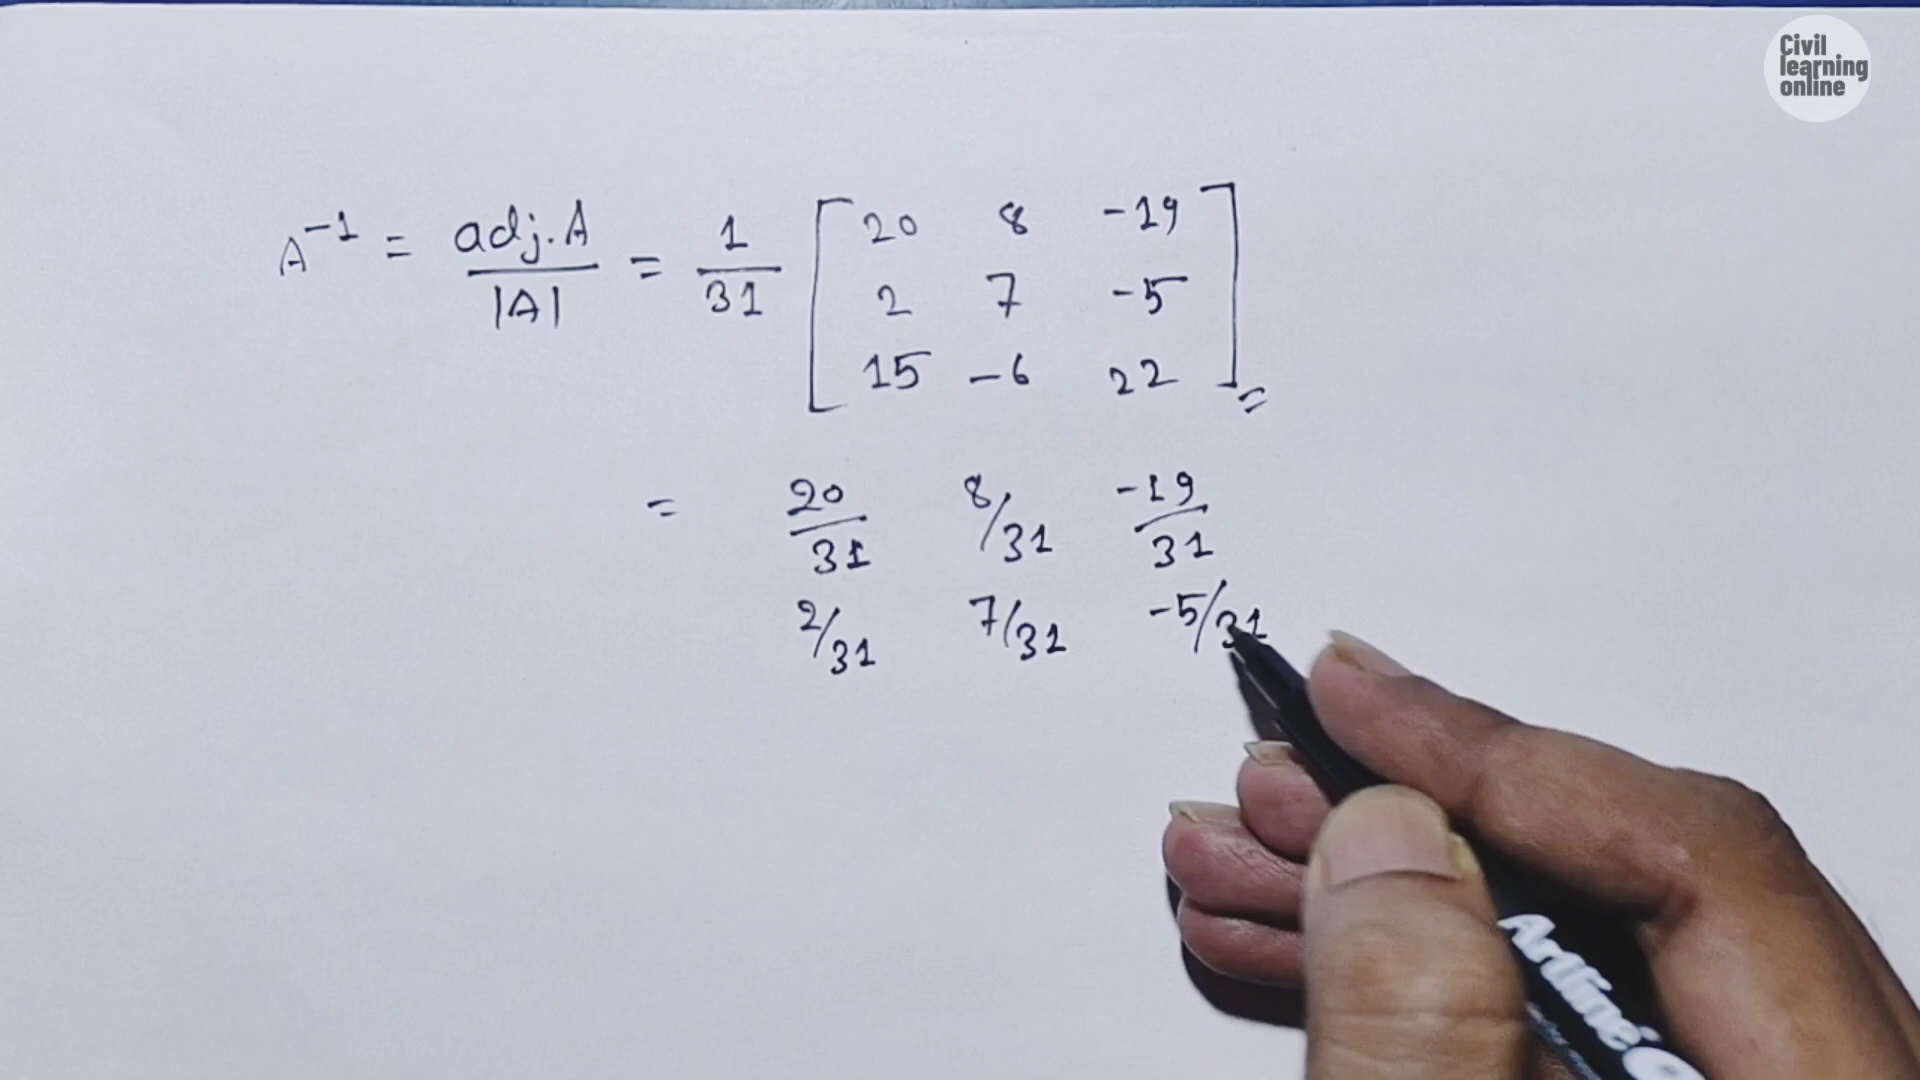 A⁻¹ = adj.A / |A| = 1/31 [ 20 8 -19
2 7 -5
15 -6 22 ] =
= 20/31 8/31 -19/31
2/31 7/31 -5/31
Civil
learning
online
Artline